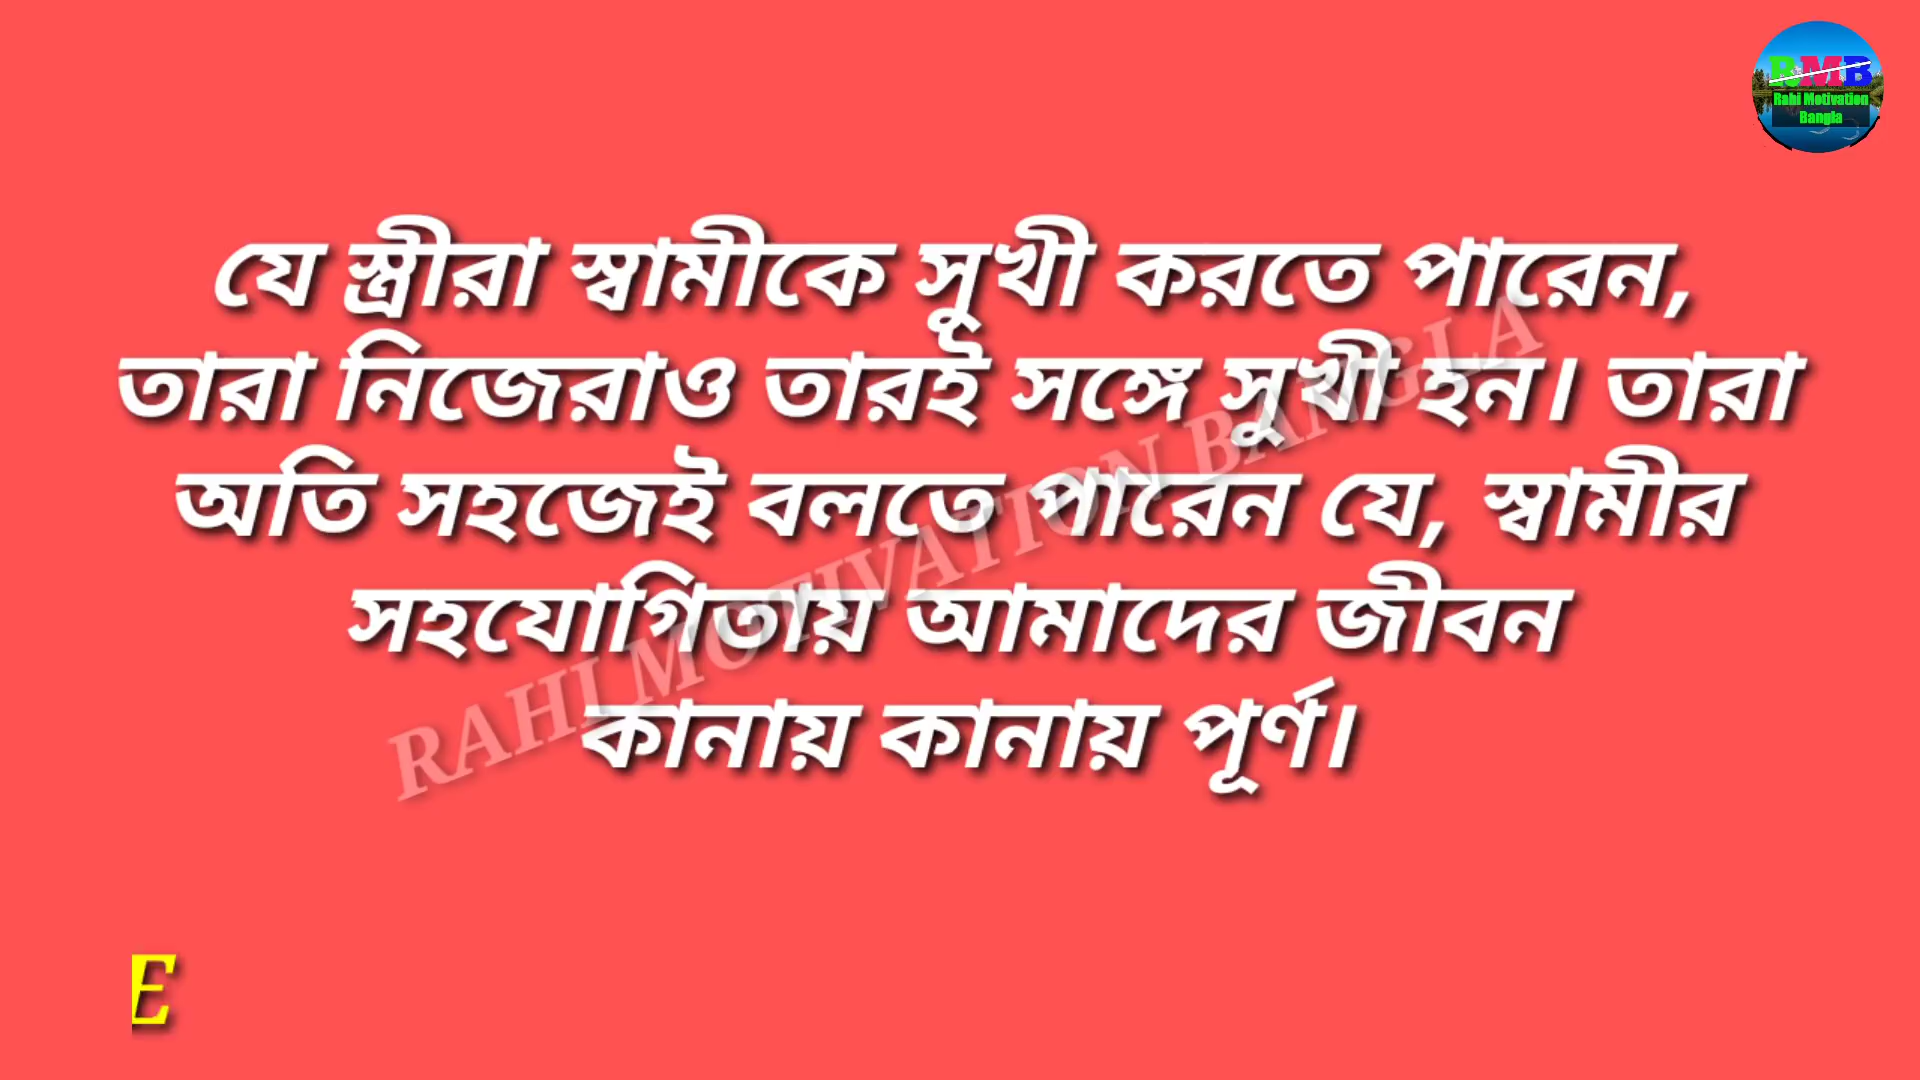 RMB
Rahi Motivation
Bangla
যে স্ত্রীরা স্বামীকে সুখী করতে পারেন,
তারা নিজেরাও তারই সঙ্গে সুখী হন। তারা
অতি সহজেই বলতে পারেন যে, স্বামীর
সহযোগিতায় আমাদের জীবন
কানায় কানায় পূর্ণ।
RAHI MOTIVATION BANGLA
E